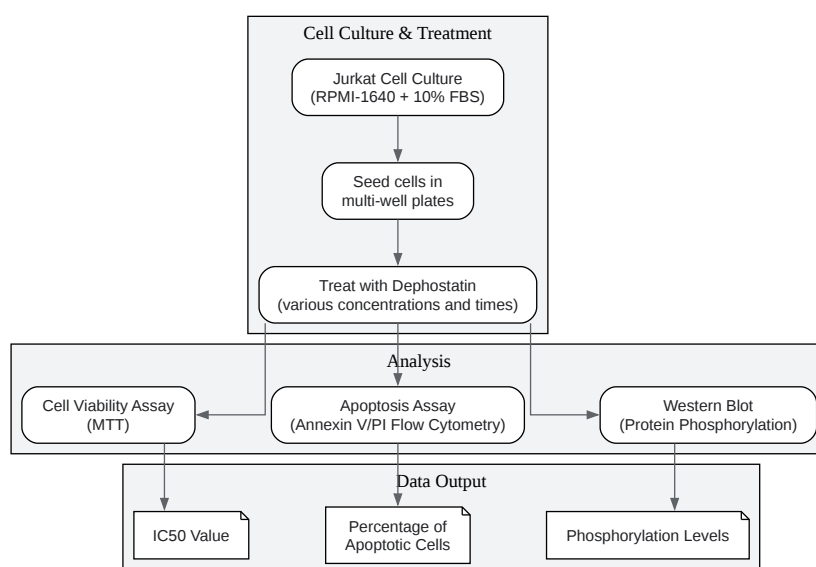 Cell Culture & Treatment
Jurkat Cell Culture
(RPMI-1640 + 10% FBS)
Seed cells in
multi-well plates
Treat with Dephostatin
(various concentrations and times)
Analysis
Cell Viability Assay
(MTT)
Apoptosis Assay
(Annexin V/PI Flow Cytometry)
Western Blot
(Protein Phosphorylation)
Data Output
IC50 Value
Percentage of
Apoptotic Cells
Phosphorylation Levels